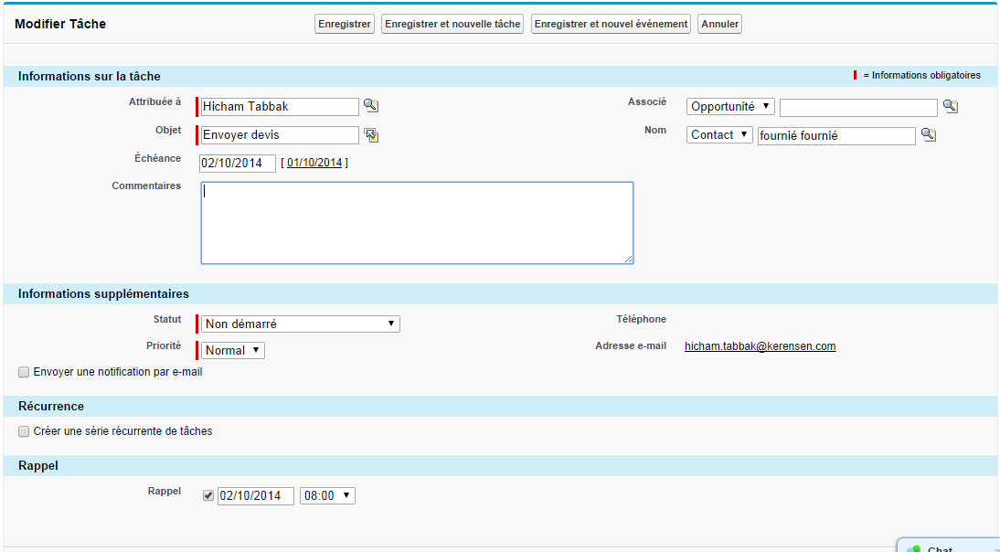 Modifier Tâche Enregistrer Enregistrer et nouvelle tâche Enregistrer et nouvel événement Annuler
Informations sur la tâche = Informations obligatoires
Attribuée à Hicham Tabbak Associé Opportunité
Objet Envoyer devis Nom Contact fournié fournié
Échéance 02/10/2014 [ 01/10/2014 ]
Commentaires
Informations supplémentaires
Statut Non démarré Téléphone
Priorité Normal Adresse e-mail hicham.tabbak@kerensen.com
Envoyer une notification par e-mail
Récurrence
Créer une série récurrente de tâches
Rappel
Rappel 02/10/2014 08:00
Chat